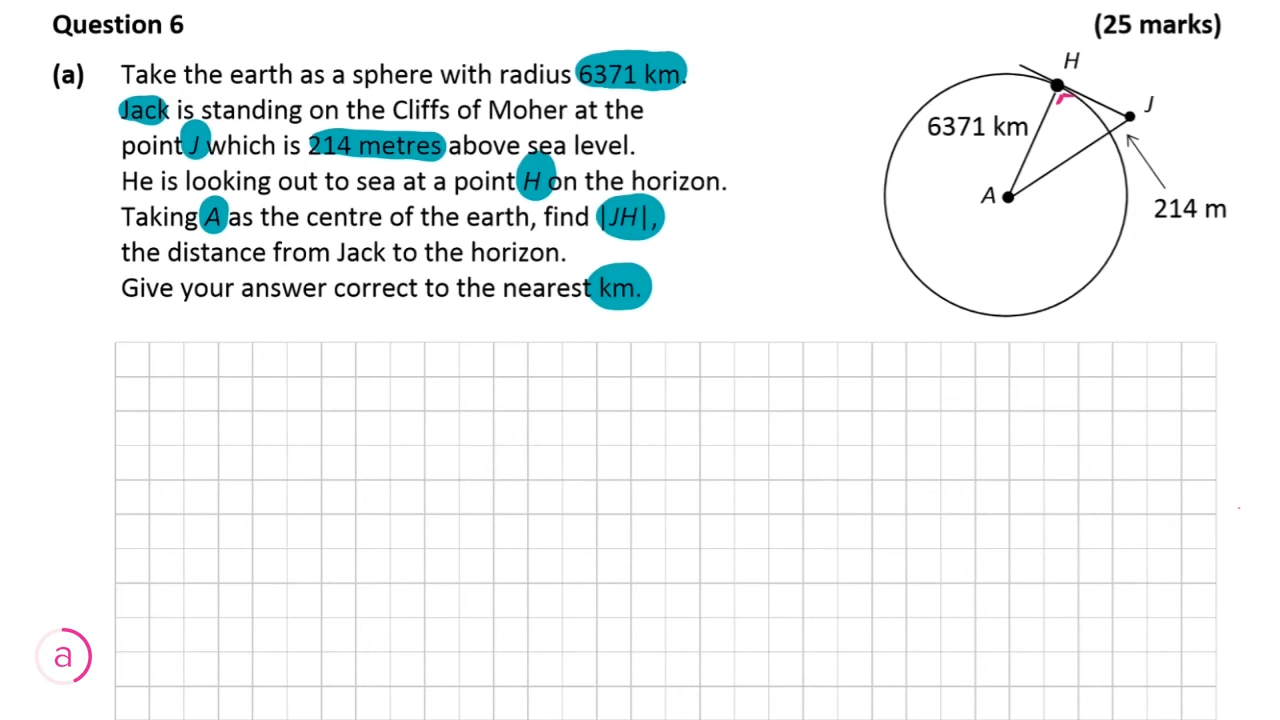 Question 6
(25 marks)
(a) Take the earth as a sphere with radius 6371 km.
Jack is standing on the Cliffs of Moher at the
point J which is 214 metres above sea level.
He is looking out to sea at a point H on the horizon.
Taking A as the centre of the earth, find |JH|,
the distance from Jack to the horizon.
Give your answer correct to the nearest km.
H
J
6371 km
A
214 m
a